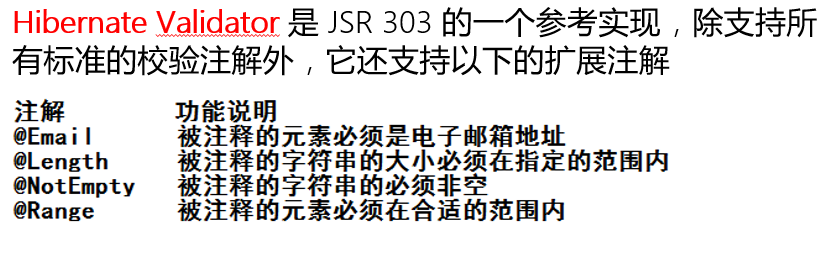 Hibernate Validator 是 JSR 303 的一个参考实现，除支持所
有标准的校验注解外，它还支持以下的扩展注解
注解 功能说明
@Email 被注释的元素必须是电子邮箱地址
@Length 被注释的字符串的大小必须在指定的范围内
@NotEmpty 被注释的字符串的必须非空
@Range 被注释的元素必须在合适的范围内